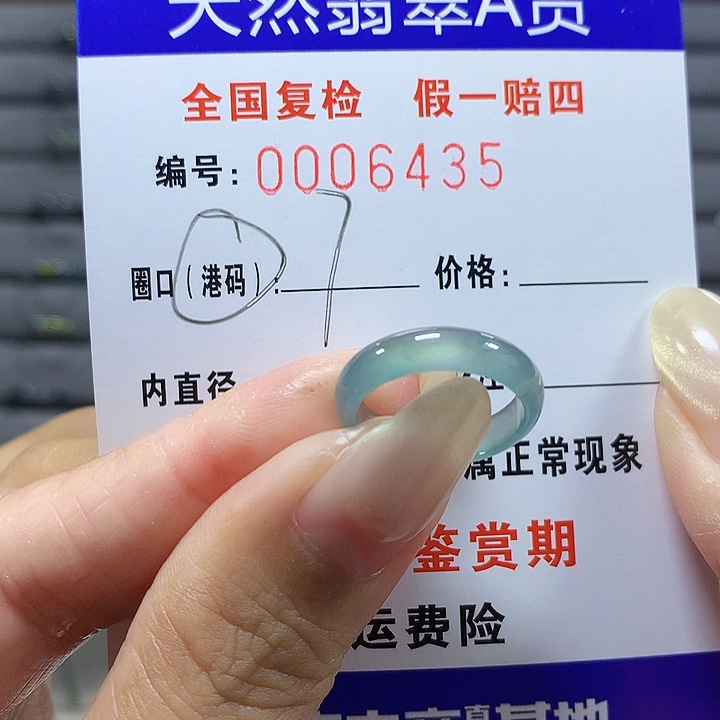 天然翡翠A货
全国复检 假一赔四
编号: 0006435
圈口(港码): 7 价格:
内直径
属正常现象
鉴赏期
运费险